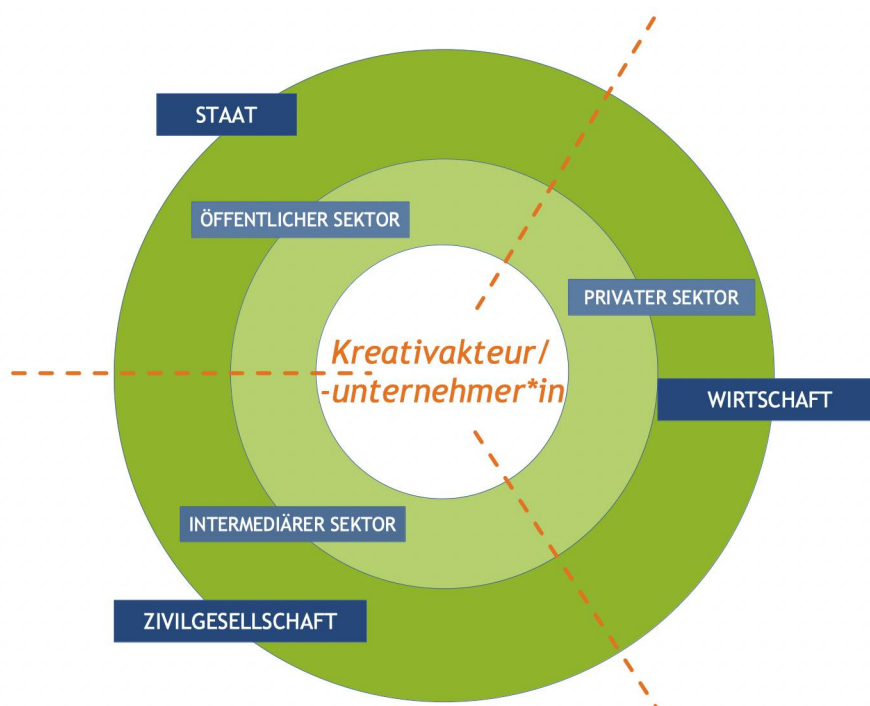 STAAT
ÖFFENTLICHER SEKTOR
PRIVATER SEKTOR
Kreativakteur/
-unternehmer*in
WIRTSCHAFT
INTERMEDIÄRER SEKTOR
ZIVILGESELLSCHAFT